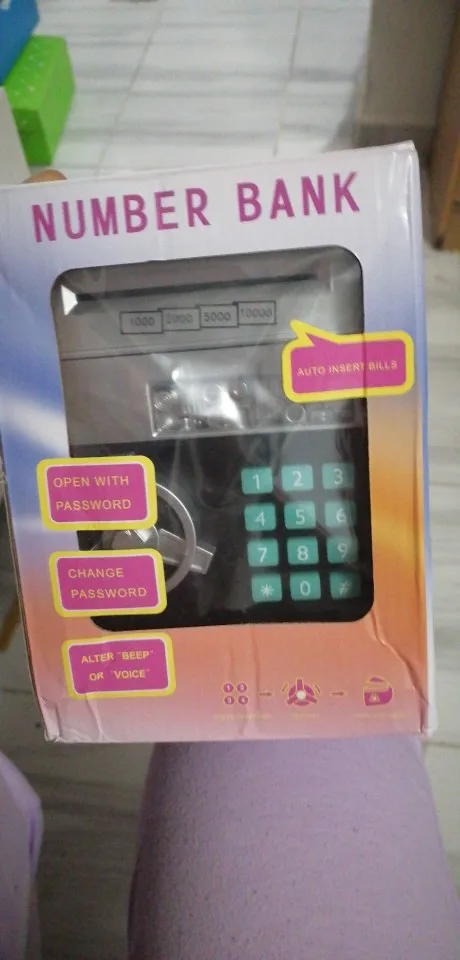 NUMBER BANK
1000 2000 5000 10000
AUTO INSERT BILLS
OPEN WITH
PASSWORD
1 2 3
4 5 6
7 8 9
* 0 #
CHANGE
PASSWORD
ALTER "BEEP"
OR "VOICE"